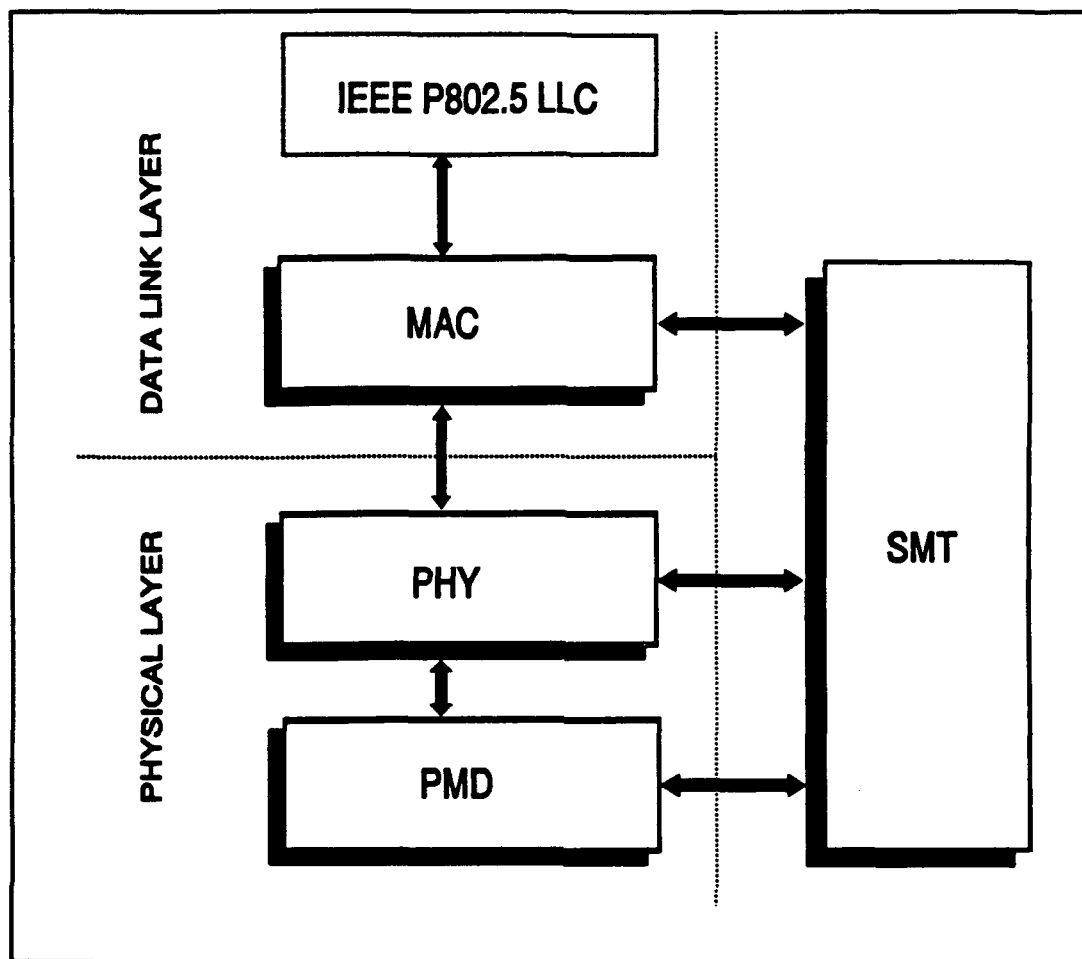 IEEE P802.5 LLC
DATA LINK LAYER
MAC
PHYSICAL LAYER
PHY
SMT
PMD